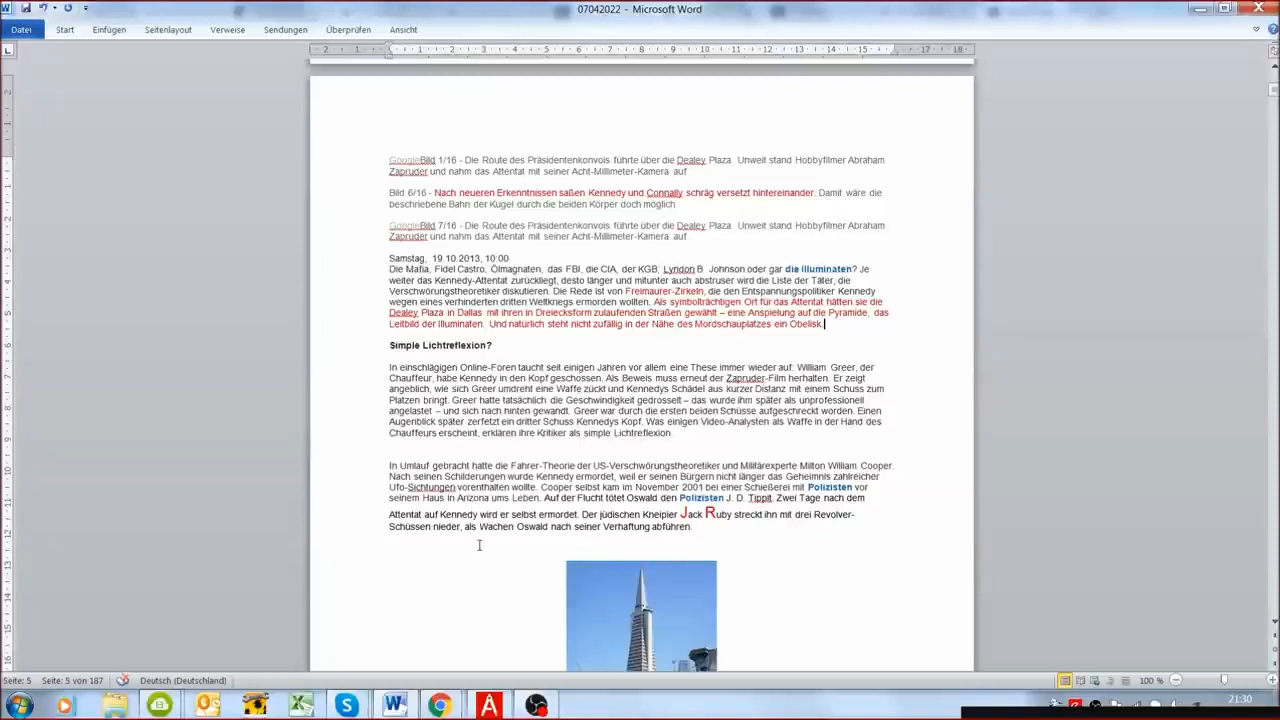 07042022 - Microsoft Word
Datei Start Einfügen Seitenlayout Verweise Sendungen Überprüfen Ansicht
2 1 1 2 3 4 5 6 7 8 9 10 11 12 13 14 15 17 18
GoogleBild 1/16 - Die Route des Präsidentenkonvois führte über die Dealey Plaza. Unweit stand Hobbyfilmer Abraham
Zapruder und nahm das Attentat mit seiner Acht-Millimeter-Kamera auf
Bild 6/16 - Nach neueren Erkenntnissen saßen Kennedy und Connally schräg versetzt hintereinander. Damit wäre die
beschriebene Bahn der Kugel durch die beiden Körper doch möglich
GoogleBild 7/16 - Die Route des Präsidentenkonvois führte über die Dealey Plaza. Unweit stand Hobbyfilmer Abraham
Zapruder und nahm das Attentat mit seiner Acht-Millimeter-Kamera auf
Samstag, 19.10.2013, 10:00
Die Mafia, Fidel Castro, Ölmagnaten, das FBI, die CIA, der KGB, Lyndon B. Johnson oder gar die Illuminaten? Je
weiter das Kennedy-Attentat zurückliegt, desto länger und mitunter auch abstruser wird die Liste der Täter, die
Verschwörungstheoretiker diskutieren. Die Rede ist von Freimaurer-Zirkeln, die den Entspannungspolitiker Kennedy
wegen eines verhinderten dritten Weltkriegs ermorden wollten. Als symbolträchtigen Ort für das Attentat hätten sie die
Dealey Plaza in Dallas mit ihren in Dreiecksform zulaufenden Straßen gewählt – eine Anspielung auf die Pyramide, das
Leitbild der Illuminaten. Und natürlich steht nicht zufällig in der Nähe des Mordschauplatzes ein Obelisk.
Simple Lichtreflexion?
In einschlägigen Online-Foren taucht seit einigen Jahren vor allem eine These immer wieder auf: William Greer, der
Chauffeur, habe Kennedy in den Kopf geschossen. Als Beweis muss erneut der Zapruder-Film herhalten. Er zeigt
angeblich, wie sich Greer umdreht eine Waffe zückt und Kennedys Schädel aus kurzer Distanz mit einem Schuss zum
Platzen bringt. Greer hatte tatsächlich die Geschwindigkeit gedrosselt – das wurde ihm später als unprofessionell
angelastet – und sich nach hinten gewandt. Greer war durch die ersten beiden Schüsse aufgeschreckt worden. Einen
Augenblick später zerfetzt ein dritter Schuss Kennedys Kopf. Was einigen Video-Analysten als Waffe in der Hand des
Chauffeurs erscheint, erklären ihre Kritiker als simple Lichtreflexion.
In Umlauf gebracht hatte die Fahrer-Theorie der US-Verschwörungstheoretiker und Militärexperte Milton William. Cooper.
Nach seinen Schilderungen wurde Kennedy ermordet, weil er seinen Bürgern nicht länger das Geheimnis zahlreicher
Ufo-Sichtungen vorenthalten wollte. Cooper selbst kam im November 2001 bei einer Schießerei mit Polizisten vor
seinem Haus in Arizona ums Leben. Auf der Flucht tötet Oswald den Polizisten J. D. Tippit. Zwei Tage nach dem
Attentat auf Kennedy wird er selbst ermordet. Der jüdischen Kneipier Jack Ruby streckt ihn mit drei Revolver-
Schüssen nieder, als Wachen Oswald nach seiner Verhaftung abführen.
Seite: 5 Seite: 5 von 187 Deutsch (Deutschland) 100 %
21:30